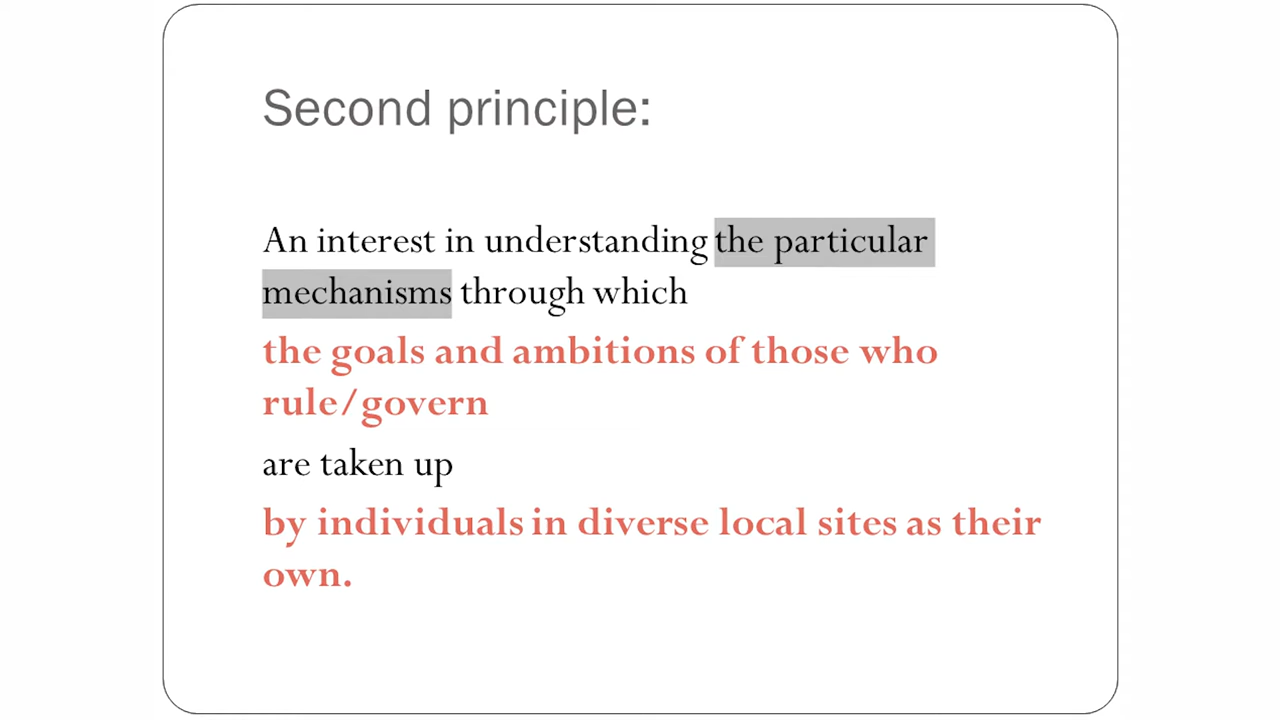 Second principle:
An interest in understanding the particular
mechanisms through which
the goals and ambitions of those who
rule/govern
are taken up
by individuals in diverse local sites as their
own.